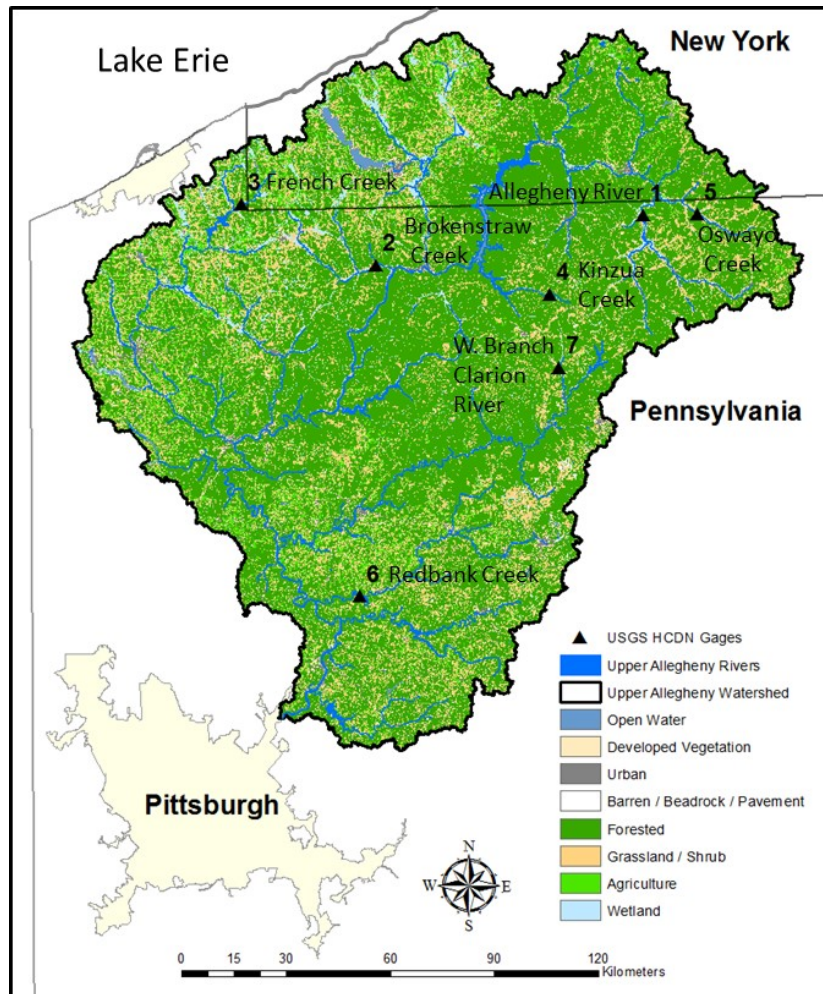 New York
Lake Erie
3 French Creek
Allegheny River 1 5
Brokenstraw
Creek
2
Oswayo
Creek
4 Kinzua
Creek
7
W. Branch
Clarion
River
Pennsylvania
6 Redbank Creek
USGS HCDN Gages
Upper Allegheny Rivers
Upper Allegheny Watershed
Open Water
Developed Vegetation
Urban
Barren / Beadrock / Pavement
Forested
Grassland / Shrub
Agriculture
Wetland
Pittsburgh
N
W E
S
0 30 60 90 120
Kilometers